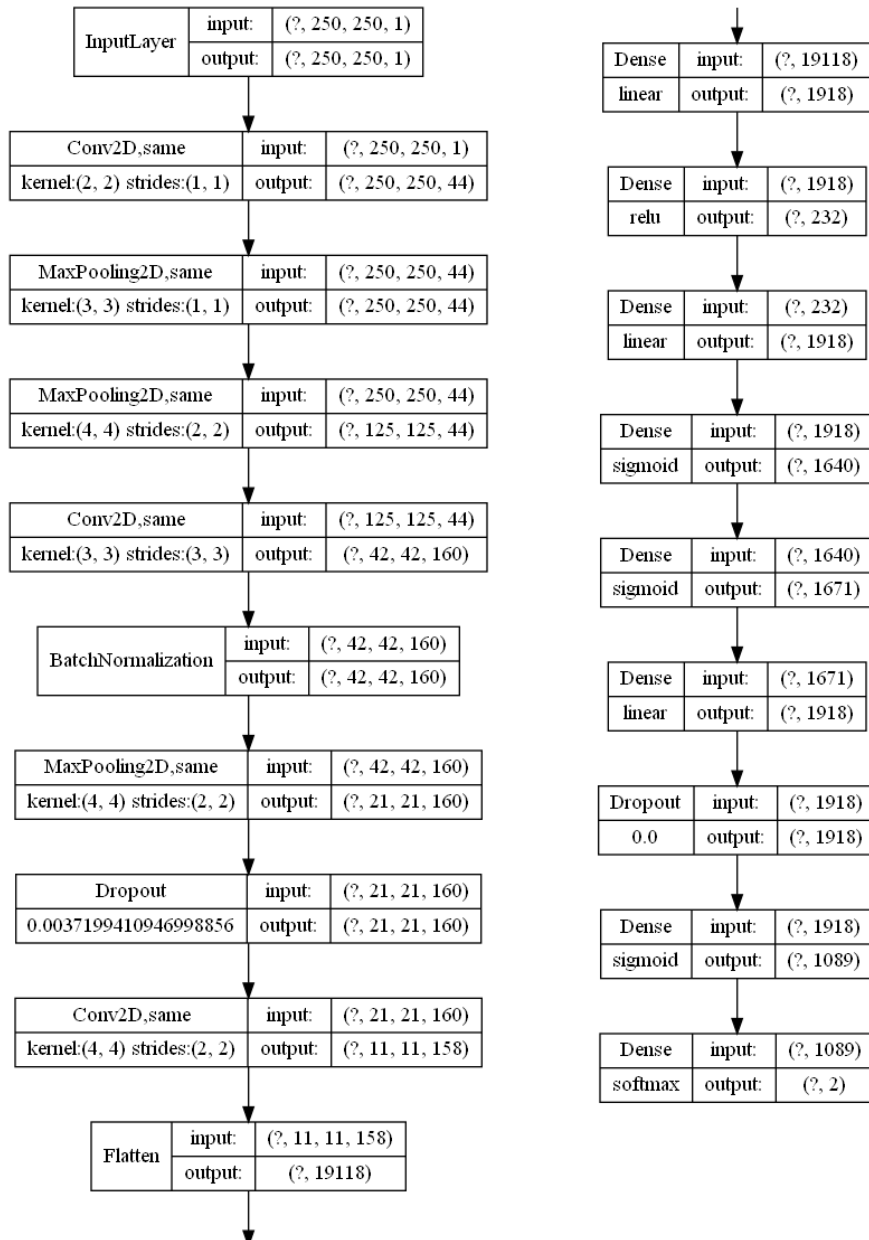 InputLayer input: (?, 250, 250, 1)
output: (?, 250, 250, 1)
Conv2D,same input: (?, 250, 250, 1)
kernel:(2, 2) strides:(1, 1) output: (?, 250, 250, 44)
MaxPooling2D,same input: (?, 250, 250, 44)
kernel:(3, 3) strides:(1, 1) output: (?, 250, 250, 44)
MaxPooling2D,same input: (?, 250, 250, 44)
kernel:(4, 4) strides:(2, 2) output: (?, 125, 125, 44)
Conv2D,same input: (?, 125, 125, 44)
kernel:(3, 3) strides:(3, 3) output: (?, 42, 42, 160)
BatchNormalization input: (?, 42, 42, 160)
output: (?, 42, 42, 160)
MaxPooling2D,same input: (?, 42, 42, 160)
kernel:(4, 4) strides:(2, 2) output: (?, 21, 21, 160)
Dropout input: (?, 21, 21, 160)
0.0037199410946998856 output: (?, 21, 21, 160)
Conv2D,same input: (?, 21, 21, 160)
kernel:(4, 4) strides:(2, 2) output: (?, 11, 11, 158)
Flatten input: (?, 11, 11, 158)
output: (?, 19118)
Dense input: (?, 19118)
linear output: (?, 1918)
Dense input: (?, 1918)
relu output: (?, 232)
Dense input: (?, 232)
linear output: (?, 1918)
Dense input: (?, 1918)
sigmoid output: (?, 1640)
Dense input: (?, 1640)
sigmoid output: (?, 1671)
Dense input: (?, 1671)
linear output: (?, 1918)
Dropout input: (?, 1918)
0.0 output: (?, 1918)
Dense input: (?, 1918)
sigmoid output: (?, 1089)
Dense input: (?, 1089)
softmax output: (?, 2)